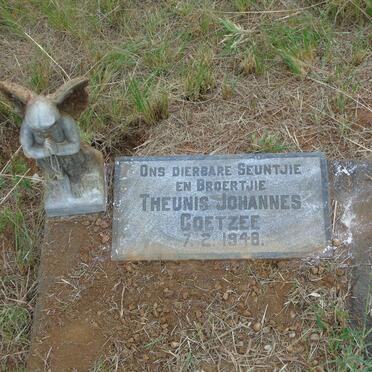 ONS DIERBARE SEUNTJIE
EN BROERTJIE
THEUNIS JOHANNES
COETZEE
7.2.1948.